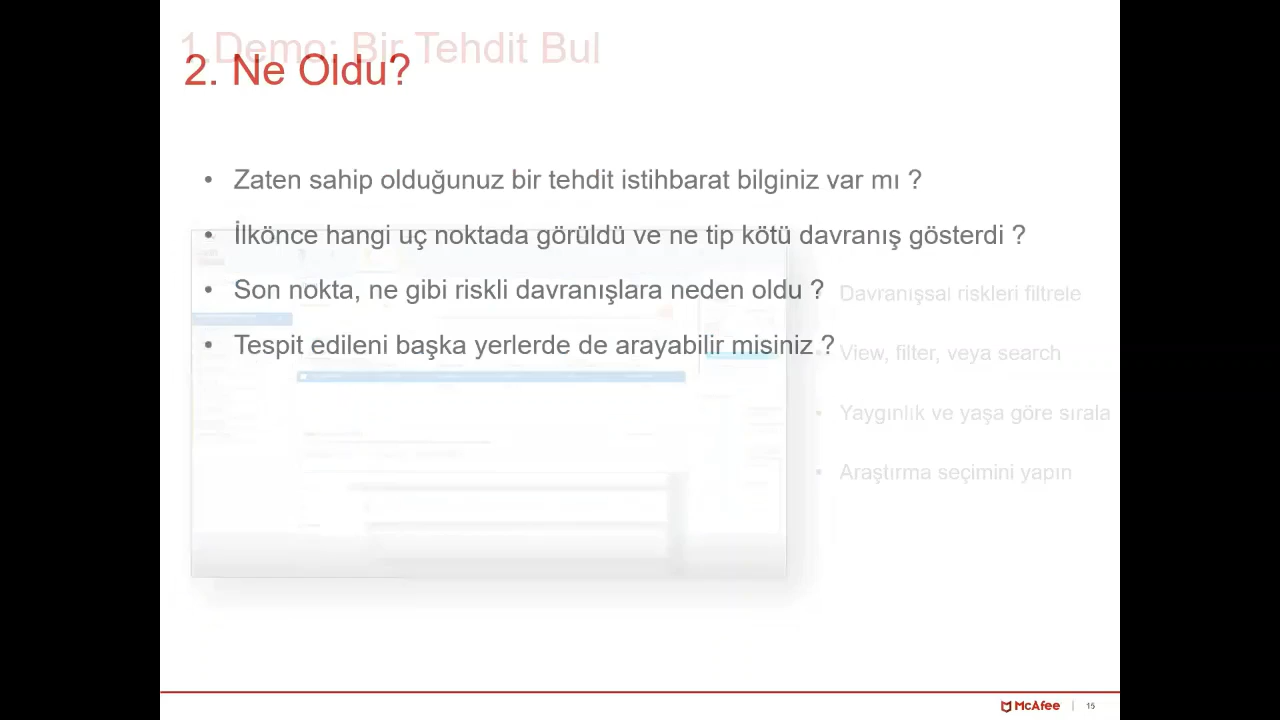 1.Demo: Bir Tehdit Bul
2. Ne Oldu?
• Zaten sahip olduğunuz bir tehdit istihbarat bilginiz var mı ?
• İlkönce hangi uç noktada görüldü ve ne tip kötü davranış gösterdi ?
• Son nokta, ne gibi riskli davranışlara neden oldu ?
• Tespit edileni başka yerlerde de arayabilir misiniz ?
Davranışsal riskleri filtrele
• View, filter, veya search
• Yaygınlık ve yaşa göre sırala
• Araştırma seçimini yapın
McAfee | 15